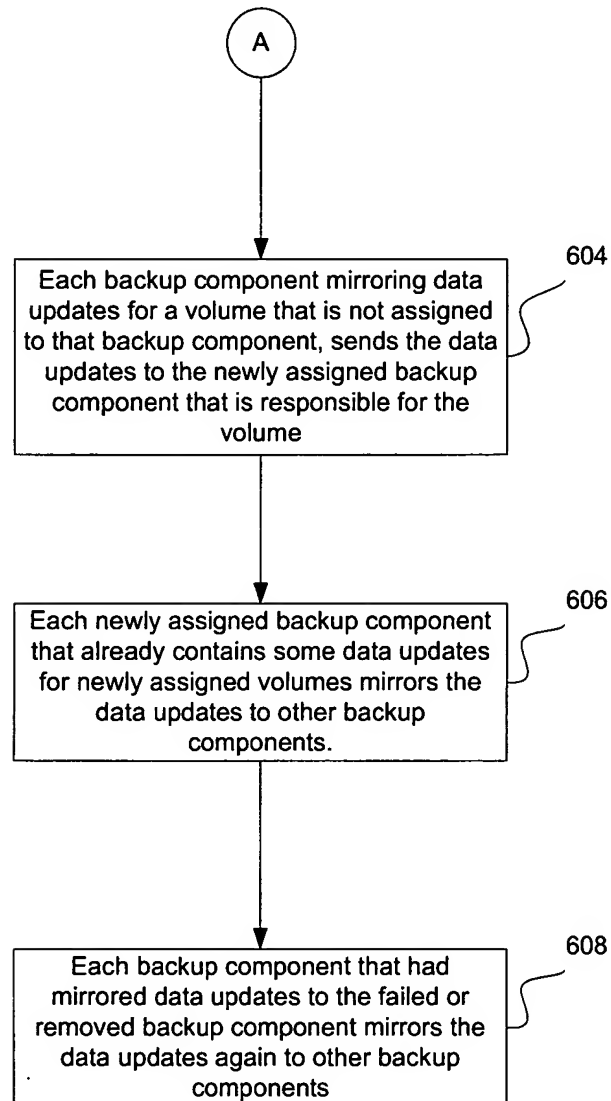 A
604
Each backup component mirroring data
updates for a volume that is not assigned
to that backup component, sends the data
updates to the newly assigned backup
component that is responsible for the
volume
606
Each newly assigned backup component
that already contains some data updates
for newly assigned volumes mirrors the
data updates to other backup
components.
608
Each backup component that had
mirrored data updates to the failed or
removed backup component mirrors the
data updates again to other backup
components